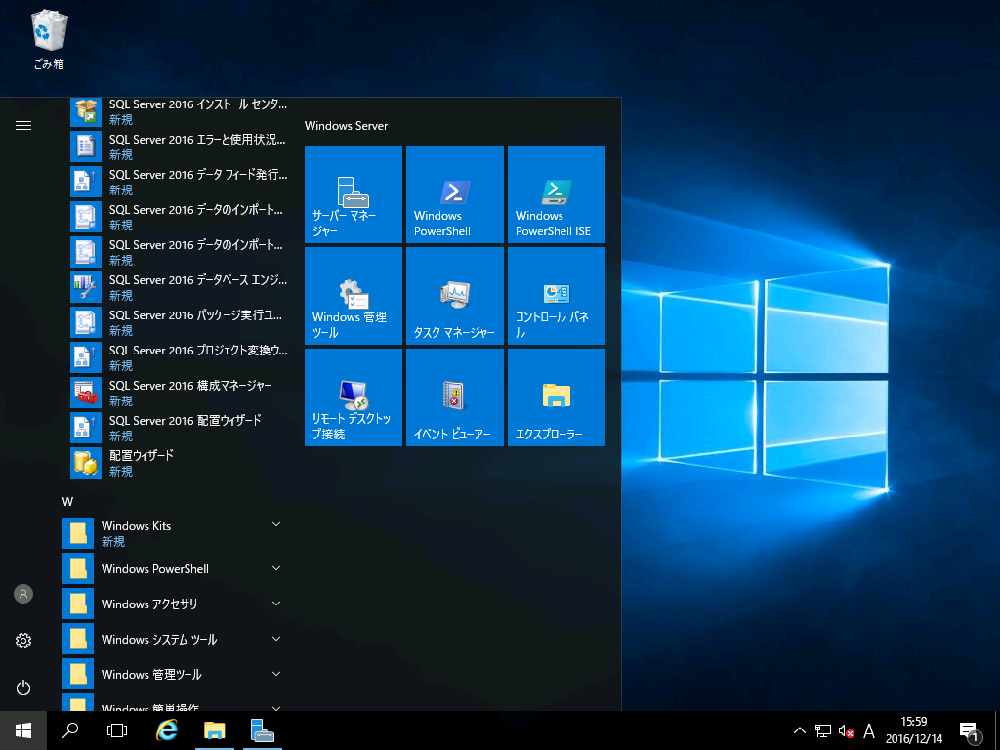 ごみ箱
SQL Server 2016 インストール センタ...
新規
SQL Server 2016 エラーと使用状況...
新規
SQL Server 2016 データ フィード発行...
新規
SQL Server 2016 データのインポート...
新規
SQL Server 2016 データのインポート...
新規
SQL Server 2016 データベース エンジ...
新規
SQL Server 2016 パッケージ実行ユ...
新規
SQL Server 2016 プロジェクト変換ウ...
新規
SQL Server 2016 構成マネージャー
新規
SQL Server 2016 配置ウィザード
新規
配置ウィザード
新規
W
Windows Kits
新規
Windows PowerShell
Windows アクセサリ
Windows システム ツール
Windows 管理ツール
Windows 簡単操作
Windows Server
サーバー マネー
ジャー
Windows
PowerShell
Windows
PowerShell ISE
Windows 管理
ツール
タスク マネージャー
コントロール パネ
ル
リモート デスクトッ
プ接続
イベント ビューアー
エクスプローラー
A
15:59
2016/12/14
1